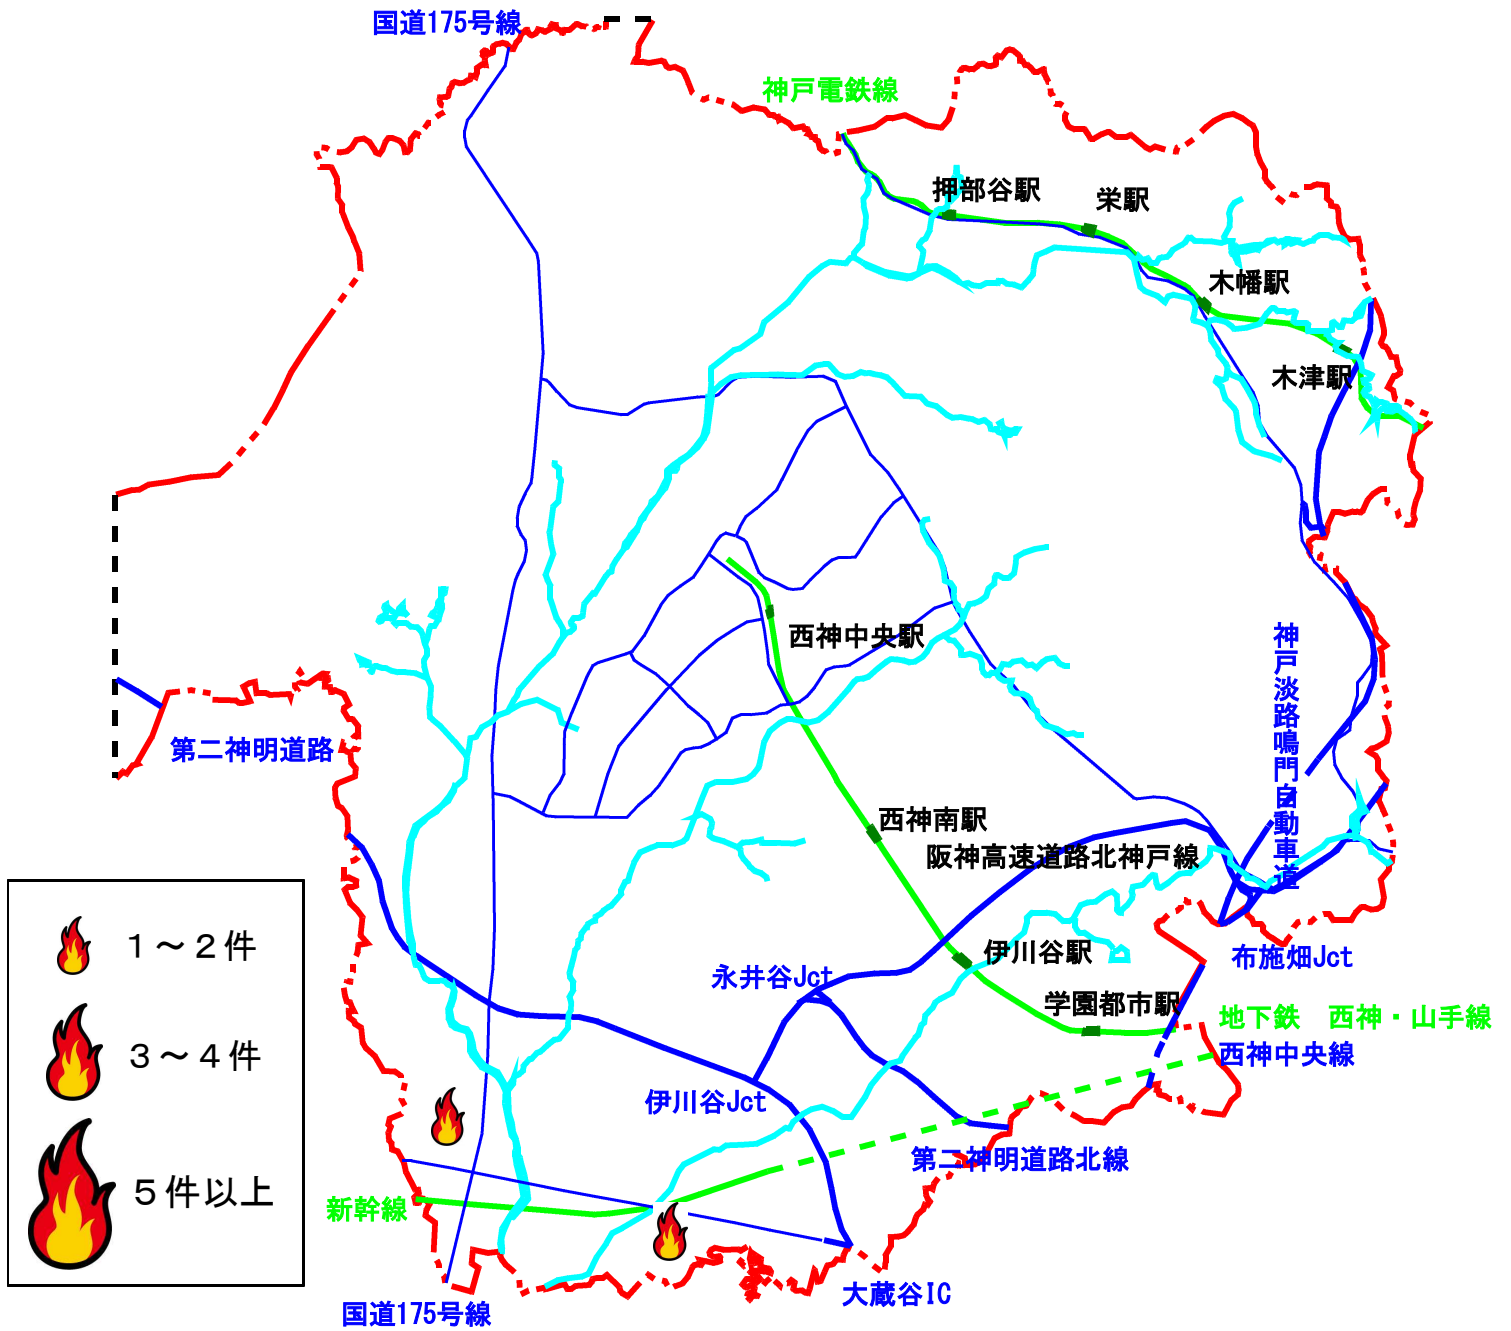 国道175号線
神戸電鉄線
押部谷駅
栄駅
木幡駅
木津駅
西神中央駅
神戸淡路鳴門自動車道
第二神明道路
西神南駅
阪神高速道路北神戸線
１～２件
伊川谷駅
布施畑Jct
永井谷Jct
学園都市駅
地下鉄　西神・山手線
３～４件
西神中央線
伊川谷Jct
第二神明道路北線
５件以上
新幹線
大蔵谷IC
国道175号線